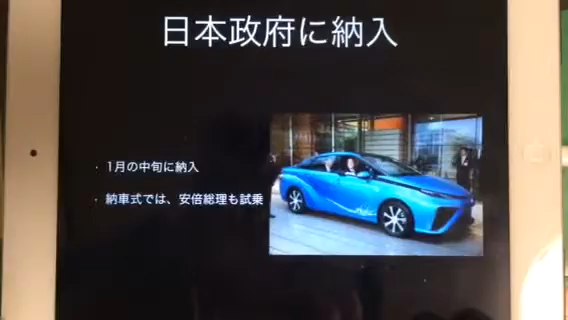 日本政府に納入
・1月の中旬に納入
・納車式では、安倍総理も試乗